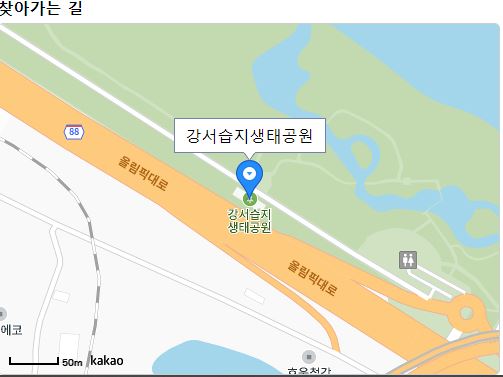 찾아가는 길
88
강서습지생태공원
올림픽대로
강서습지
생태공원
올림픽대로
에코
50m kakao